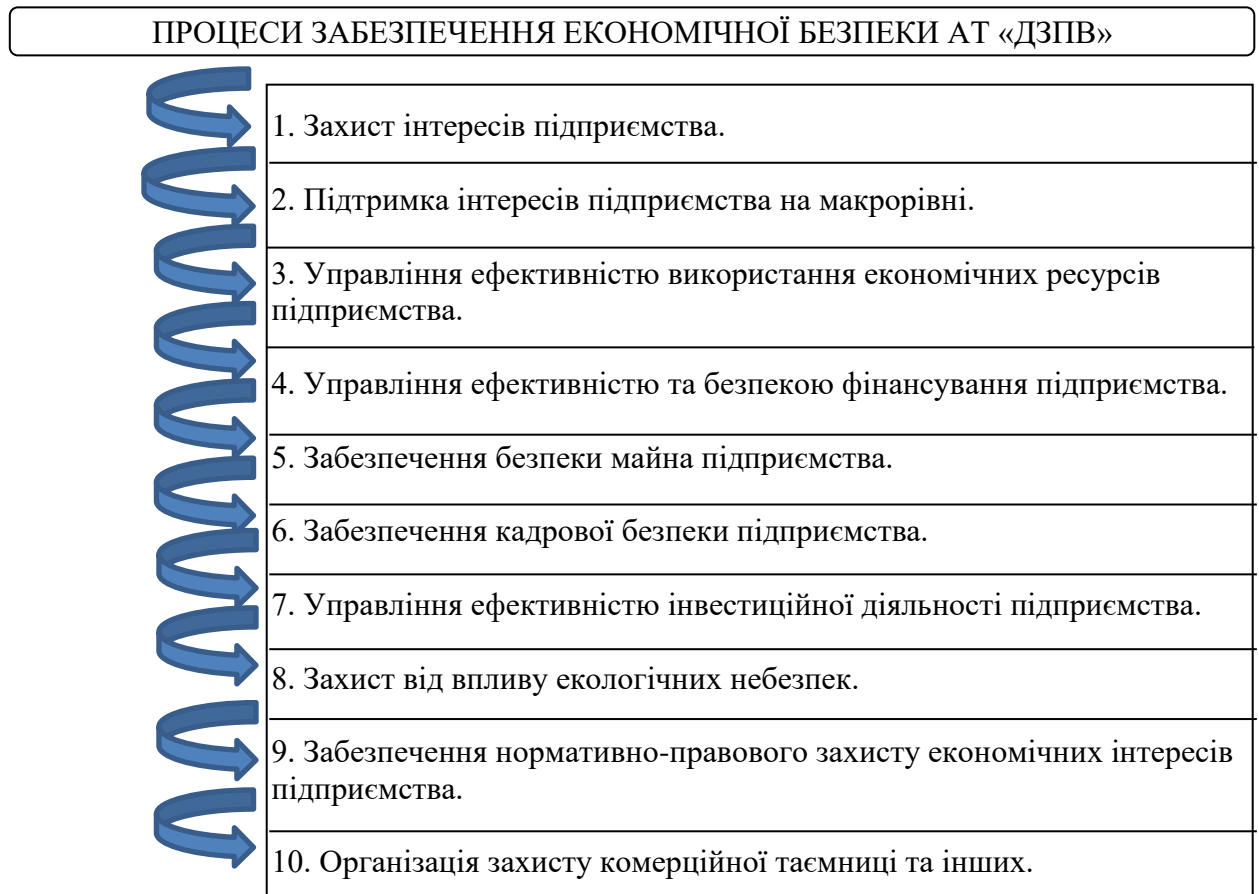 ПРОЦЕСИ ЗАБЕЗПЕЧЕННЯ ЕКОНОМІЧНОЇ БЕЗПЕКИ АТ «ДЗПВ»
1. Захист інтересів підприємства.
2. Підтримка інтересів підприємства на макрорівні.
3. Управління ефективністю використання економічних ресурсів
підприємства.
4. Управління ефективністю та безпекою фінансування підприємства.
5. Забезпечення безпеки майна підприємства.
6. Забезпечення кадрової безпеки підприємства.
7. Управління ефективністю інвестиційної діяльності підприємства.
8. Захист від впливу екологічних небезпек.
9. Забезпечення нормативно-правового захисту економічних інтересів
підприємства.
10. Організація захисту комерційної таємниці та інших.